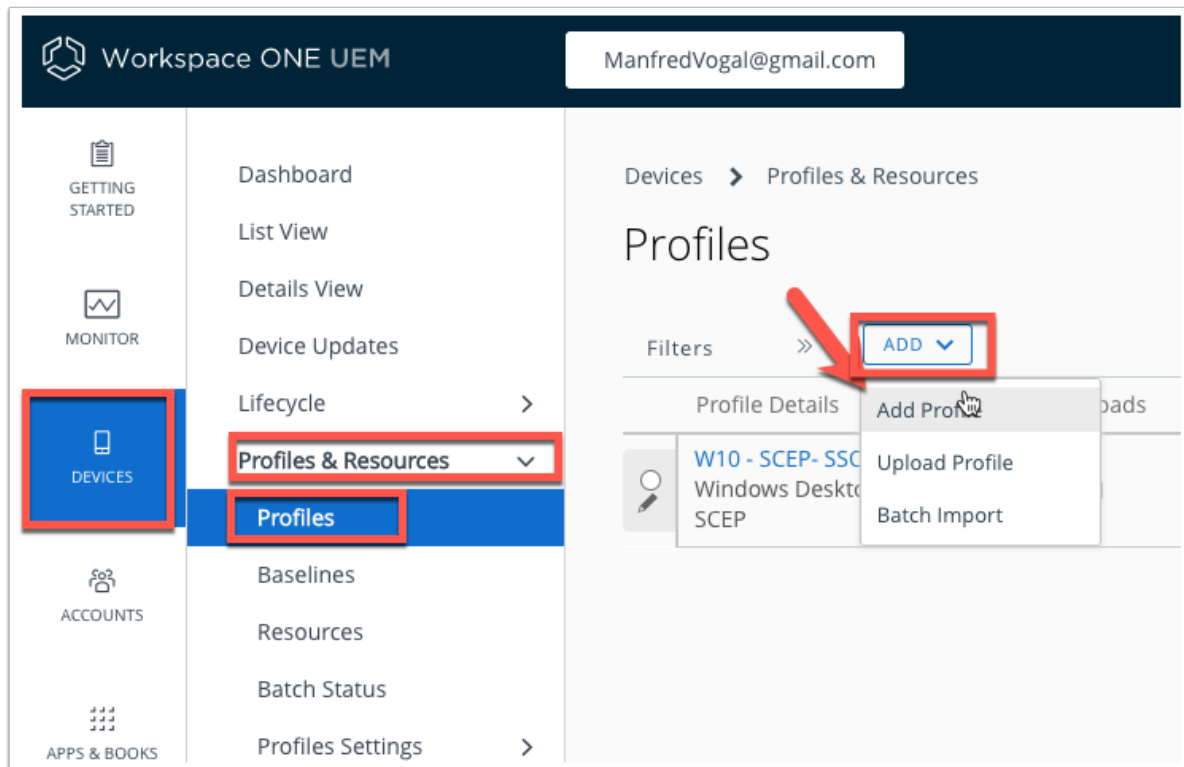 Workspace ONE UEM
ManfredVogal@gmail.com
GETTING
STARTED
MONITOR
DEVICES
ACCOUNTS
APPS & BOOKS
Dashboard
List View
Details View
Device Updates
Lifecycle
Profiles & Resources
Profiles
Baselines
Resources
Batch Status
Profiles Settings
Devices > Profiles & Resources
Profiles
Filters » ADD
Profile Details
W10 - SCEP- SSC
Windows Deskto
SCEP
Add Profile
Upload Profile
Batch Import